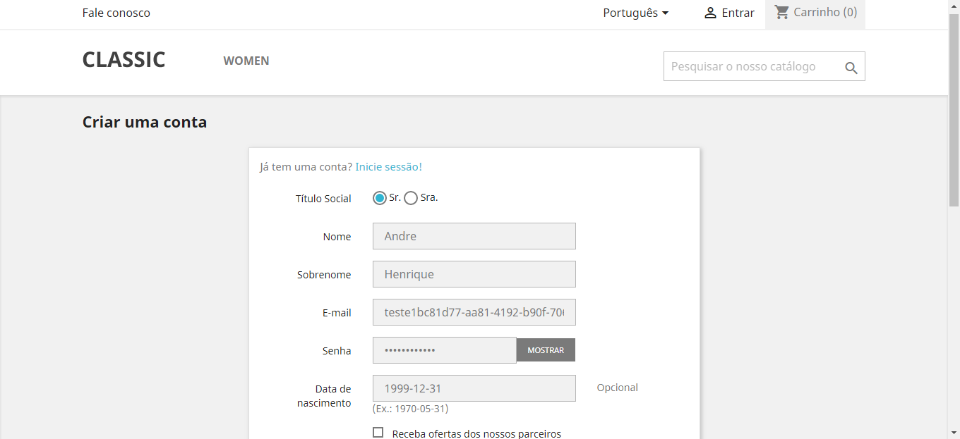 Fale conosco
Português
Entrar
Carrinho (0)
CLASSIC
WOMEN
Pesquisar o nosso catálogo
Criar uma conta
Já tem uma conta? Inicie sessão!
Título Social Sr. Sra.
Nome Andre
Sobrenome Henrique
E-mail teste1bc81d77-aa81-4192-b90f-70
Senha •••••••••••• MOSTRAR
Data de nascimento 1999-12-31 Opcional
(Ex.: 1970-05-31)
Receba ofertas dos nossos parceiros